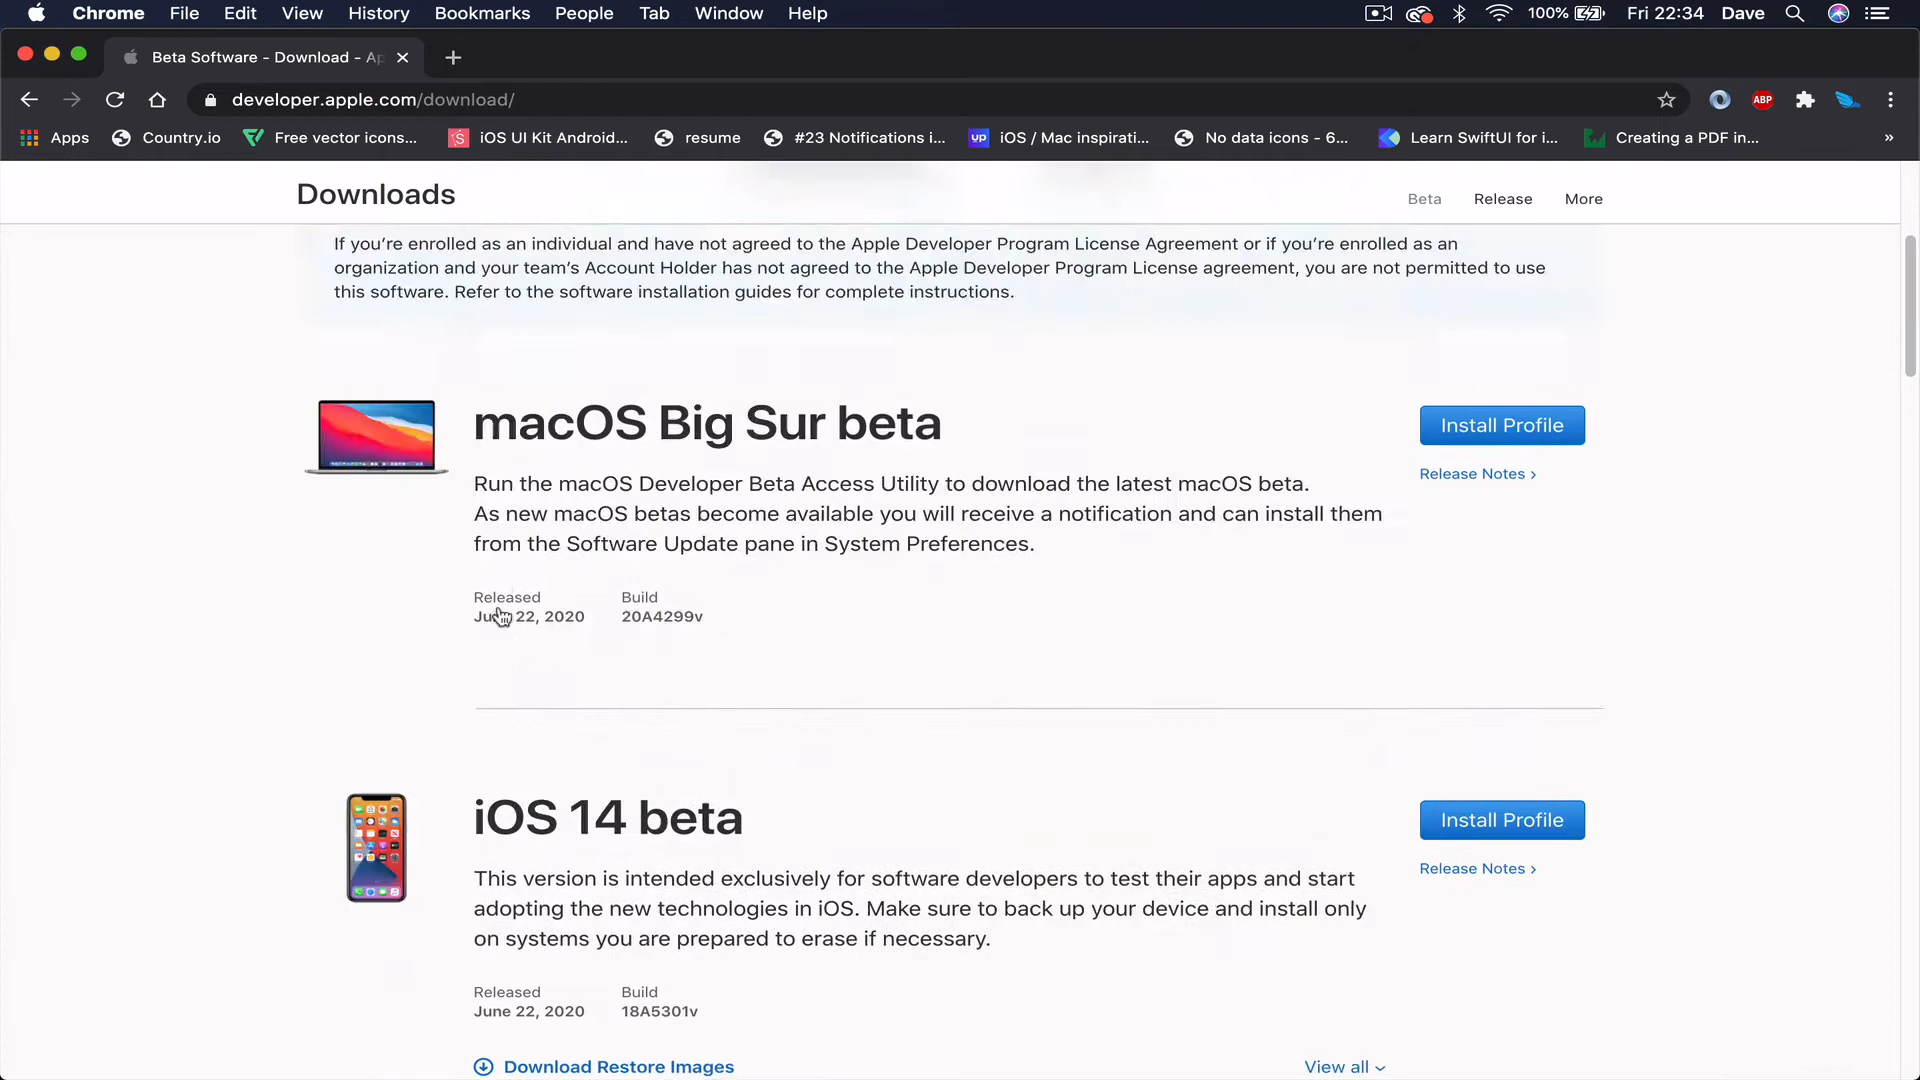 Chrome File Edit View History Bookmarks People Tab Window Help 100% Fri 22:34 Dave
Beta Software - Download - Ap
developer.apple.com/download/ ABP
Apps Country.io Free vector icons... iOS UI Kit Android... resume #23 Notifications i... up iOS / Mac inspirati... No data icons - 6... Learn SwiftUI for i... Creating a PDF in... »
Downloads Beta Release More
If you’re enrolled as an individual and have not agreed to the Apple Developer Program License Agreement or if you’re enrolled as an
organization and your team’s Account Holder has not agreed to the Apple Developer Program License agreement, you are not permitted to use
this software. Refer to the software installation guides for complete instructions.
macOS Big Sur beta
Install Profile
Release Notes ›
Run the macOS Developer Beta Access Utility to download the latest macOS beta.
As new macOS betas become available you will receive a notification and can install them
from the Software Update pane in System Preferences.
Released Build
June 22, 2020 20A4299v
iOS 14 beta
Install Profile
Release Notes ›
This version is intended exclusively for software developers to test their apps and start
adopting the new technologies in iOS. Make sure to back up your device and install only
on systems you are prepared to erase if necessary.
Released Build
June 22, 2020 18A5301v
Download Restore Images View all